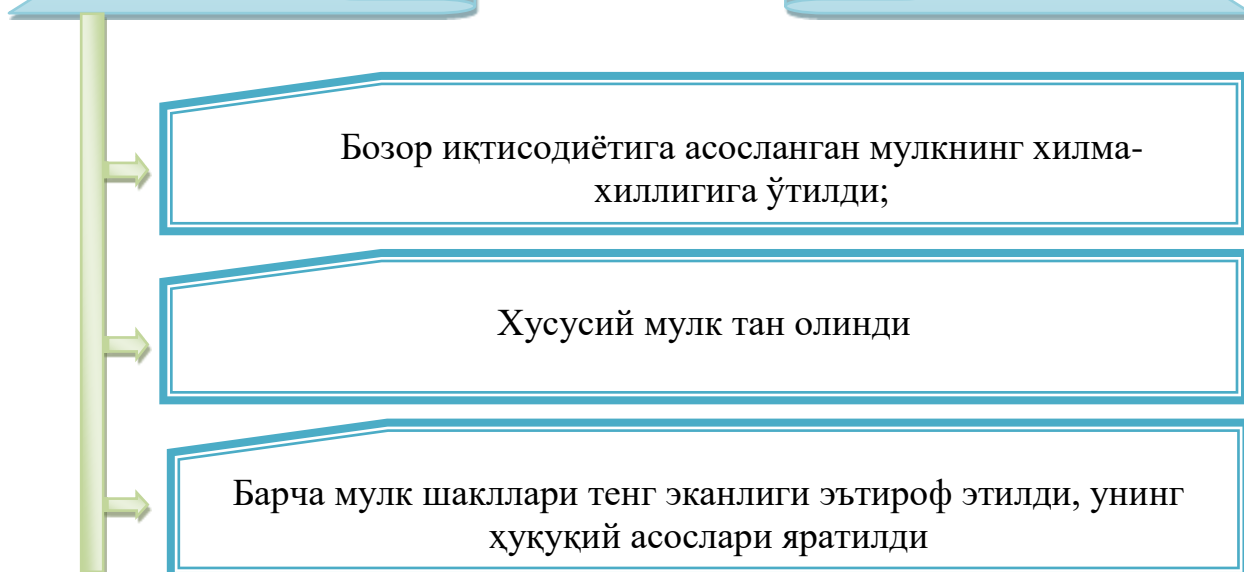 Бозор иқтисодиётига асосланган мулкнинг хилма-
хиллигига ўтилди;
Хусусий мулк тан олинди
Барча мулк шакллари тенг эканлиги эътироф этилди, унинг
ҳуқуқий асослари яратилди